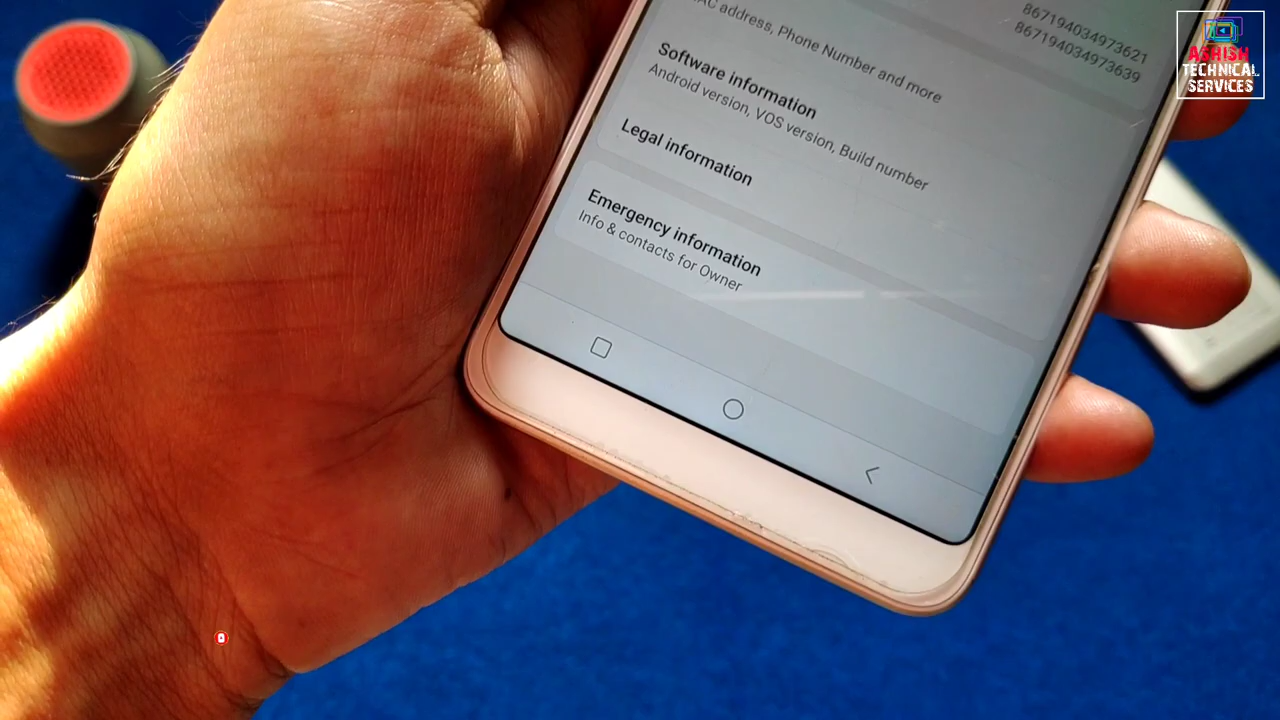 867194034973621
867194034973639
AC address, Phone Number and more
Software information
Android version, VOS version, Build number
Legal information
Emergency information
Info & contacts for Owner
ASHISH
TECHNICAL
SERVICES